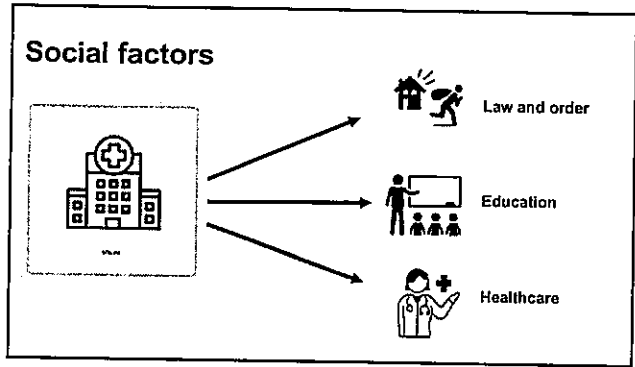 Social factors
Law and order
Education
Healthcare